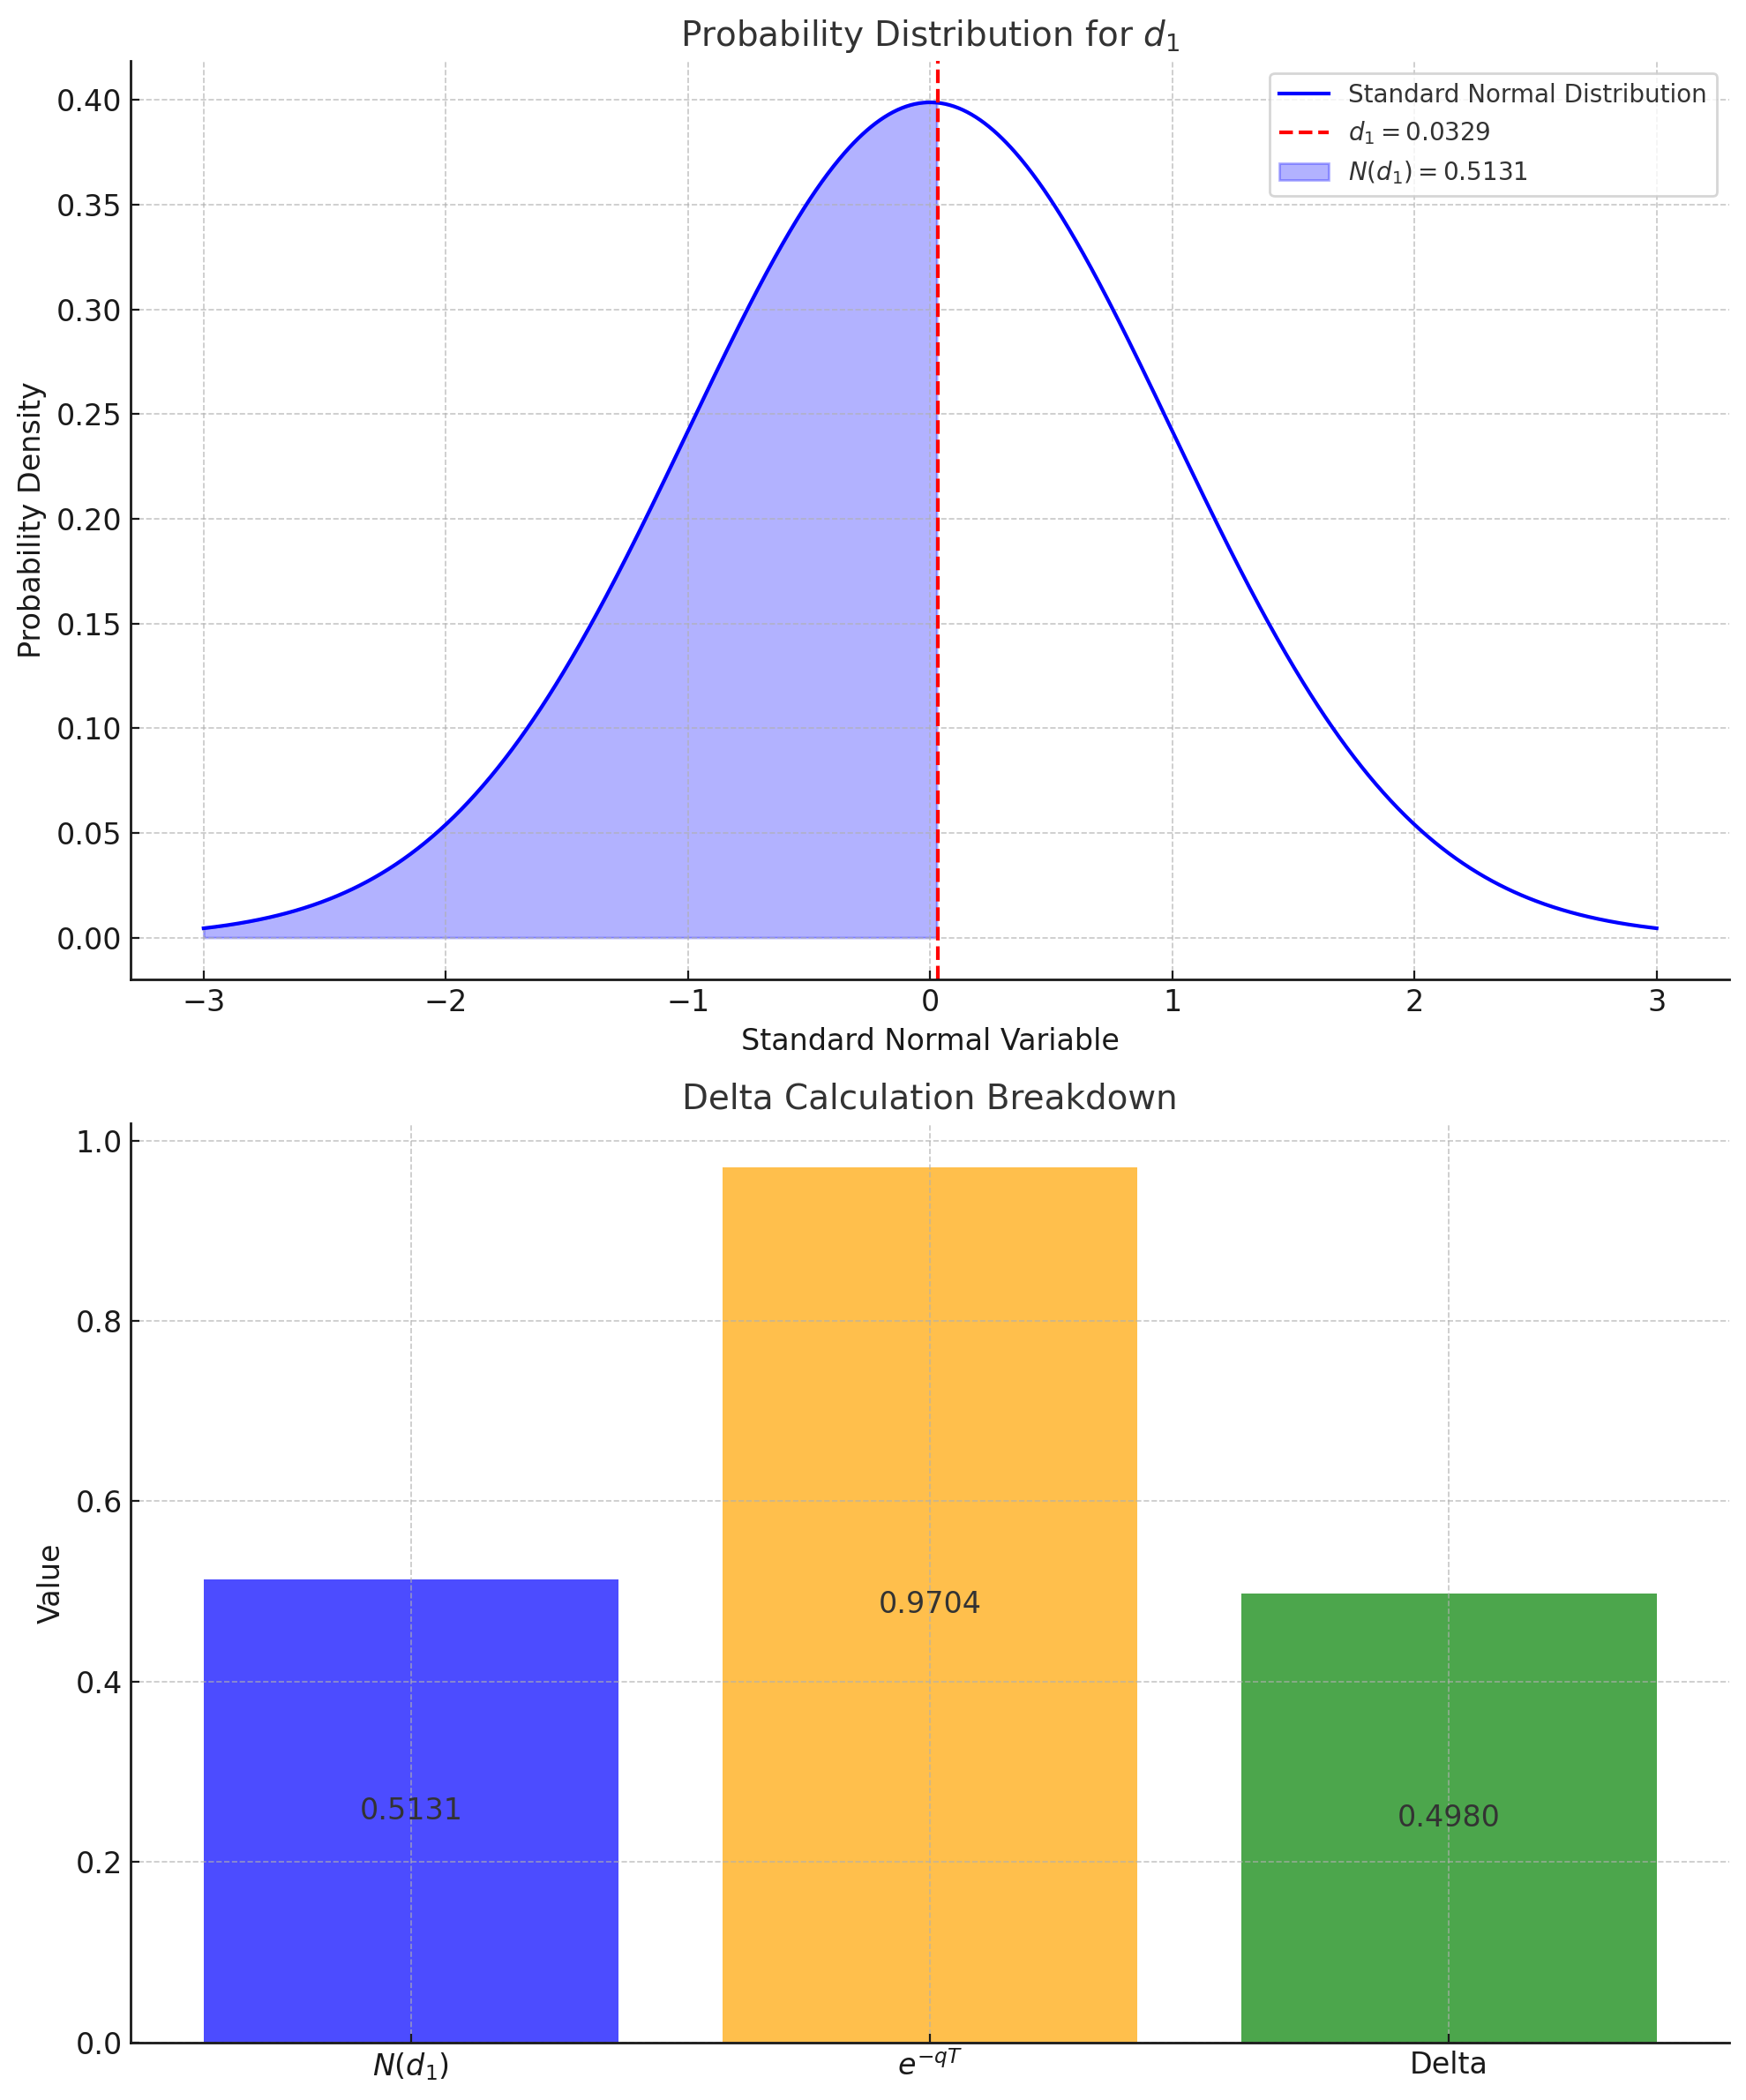 Probability Distribution for d₁
Standard Normal Distribution
d₁ = 0.0329
N(d₁) = 0.5131
0.40
0.35
0.30
0.25
0.20
0.15
0.10
0.05
0.00
Probability Density
−3 −2 −1 0 1 2 3
Standard Normal Variable
Delta Calculation Breakdown
1.0
0.8
0.6
0.4
0.2
0.0
Value
0.9704
0.5131
0.4980
N(d₁) e⁻qT Delta